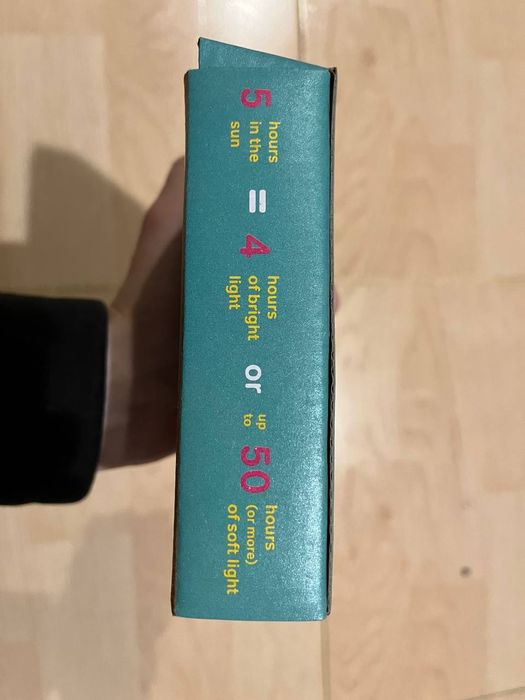 5
hours
in the
sun
=
4
hours
of bright
light
or
up
to
50
hours
(or more)
of soft light